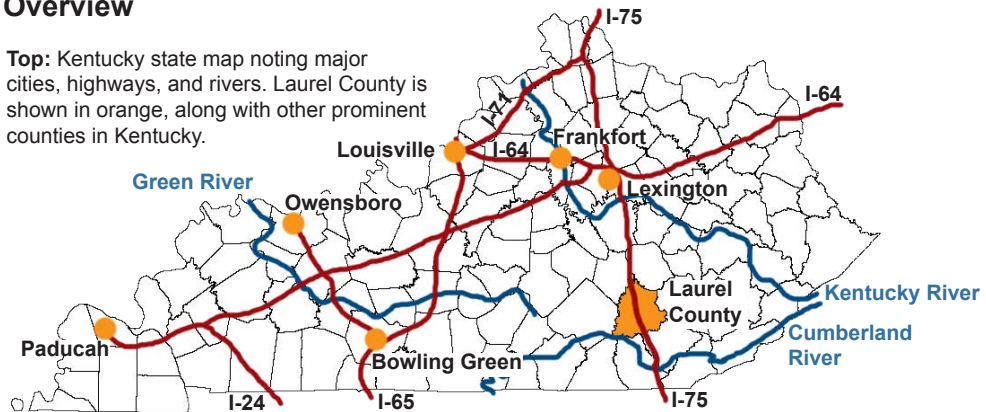 Overview
Top: Kentucky state map noting major
cities, highways, and rivers. Laurel County is
shown in orange, along with other prominent
counties in Kentucky.
I-75
I-71
I-64
Frankfort
Louisville
I-64
Green River
Lexington
Owensboro
Laurel
County
Kentucky River
Cumberland
River
Paducah
Bowling Green
I-24
I-65
I-75